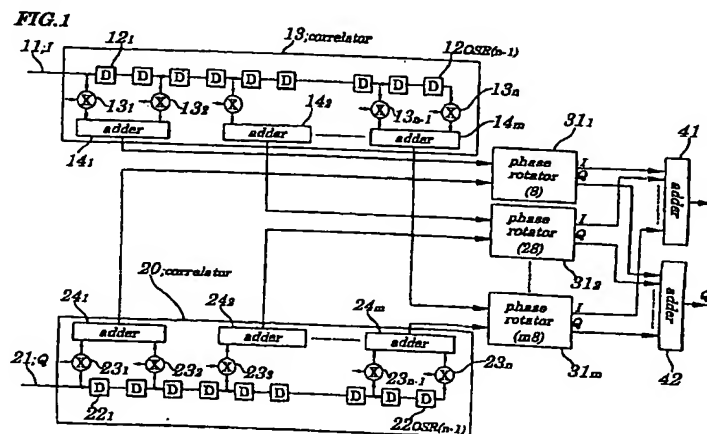 FIG.1
13;correlator
11;I
12₁
12OSR(n-1)
D D D D D D D D D
13₁
13₂
13n-1
13n
14₂
14m
adder
adder
adder
14₁
31₁
41
phase
rotator
(θ)
I
Q
adder
I
phase
rotator
(2θ)
I
Q
31₂
20;correlator
24₁
24₂
24m
adder
adder
adder
phase
rotator
(mθ)
I
Q
31m
adder
Q
42
21;Q
23₁
23₂
23₃
23n-1
23n
D D D D D D D D D
22₁
22OSR(n-1)